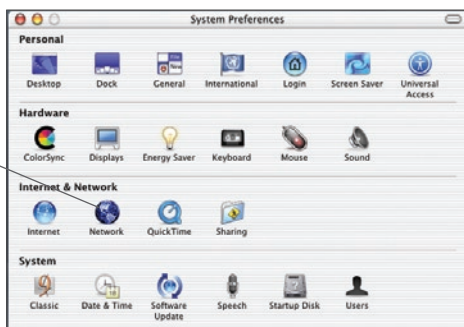 System Preferences
Personal
Desktop Dock General International Login Screen Saver Universal Access
Hardware
ColorSync Displays Energy Saver Keyboard Mouse Sound
Internet & Network
Internet Network QuickTime Sharing
System
Classic Date & Time Software Update Speech Startup Disk Users